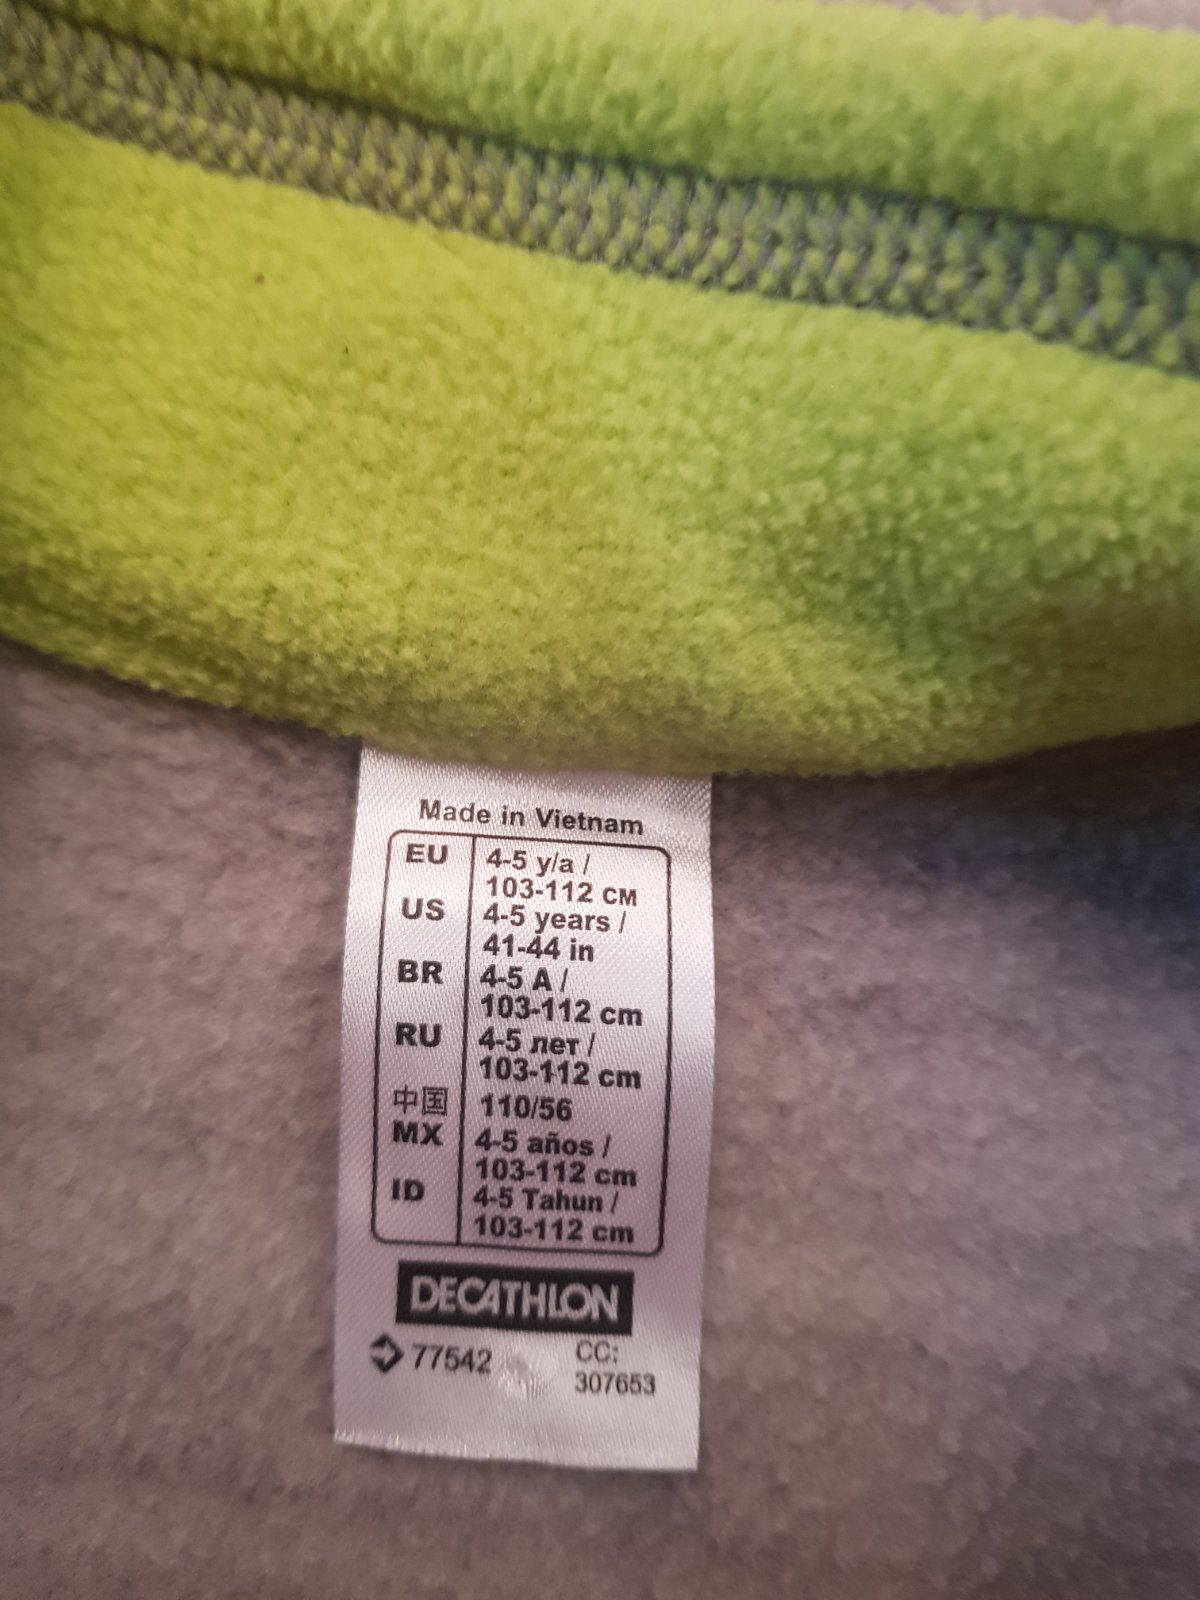 Made in Vietnam
EU 4-5 y/a /
103-112 см
US 4-5 years /
41-44 in
BR 4-5 A /
103-112 cm
RU 4-5 лет /
103-112 cm
中国 110/56
MX 4-5 años /
103-112 cm
ID 4-5 Tahun /
103-112 cm
DECATHLON
77542 CC:
307653